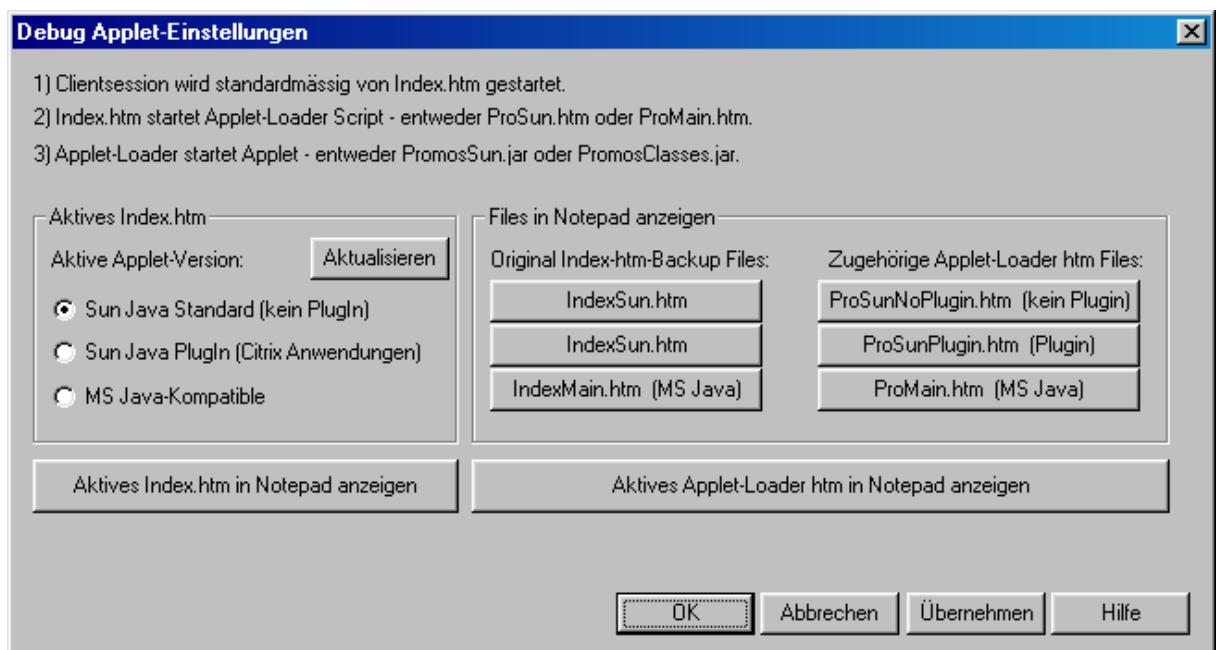 Debug Applet-Einstellungen
1) Clientsession wird standardmässig von Index.htm gestartet.
2) Index.htm startet Applet-Loader Script - entweder ProSun.htm oder ProMain.htm.
3) Applet-Loader startet Applet - entweder PromosSun.jar oder PromosClasses.jar.
Aktives Index.htm
Aktive Applet-Version:
Aktualisieren
Sun Java Standard (kein PlugIn)
Sun Java PlugIn (Citrix Anwendungen)
MS Java-Kompatible
Files in Notepad anzeigen
Original Index-htm-Backup Files:
Zugehörige Applet-Loader htm Files:
IndexSun.htm
ProSunNoPlugin.htm (kein Plugin)
IndexSun.htm
ProSunPlugin.htm (Plugin)
IndexMain.htm (MS Java)
ProMain.htm (MS Java)
Aktives Index.htm in Notepad anzeigen
Aktives Applet-Loader htm in Notepad anzeigen
OK
Abbrechen
Übernehmen
Hilfe